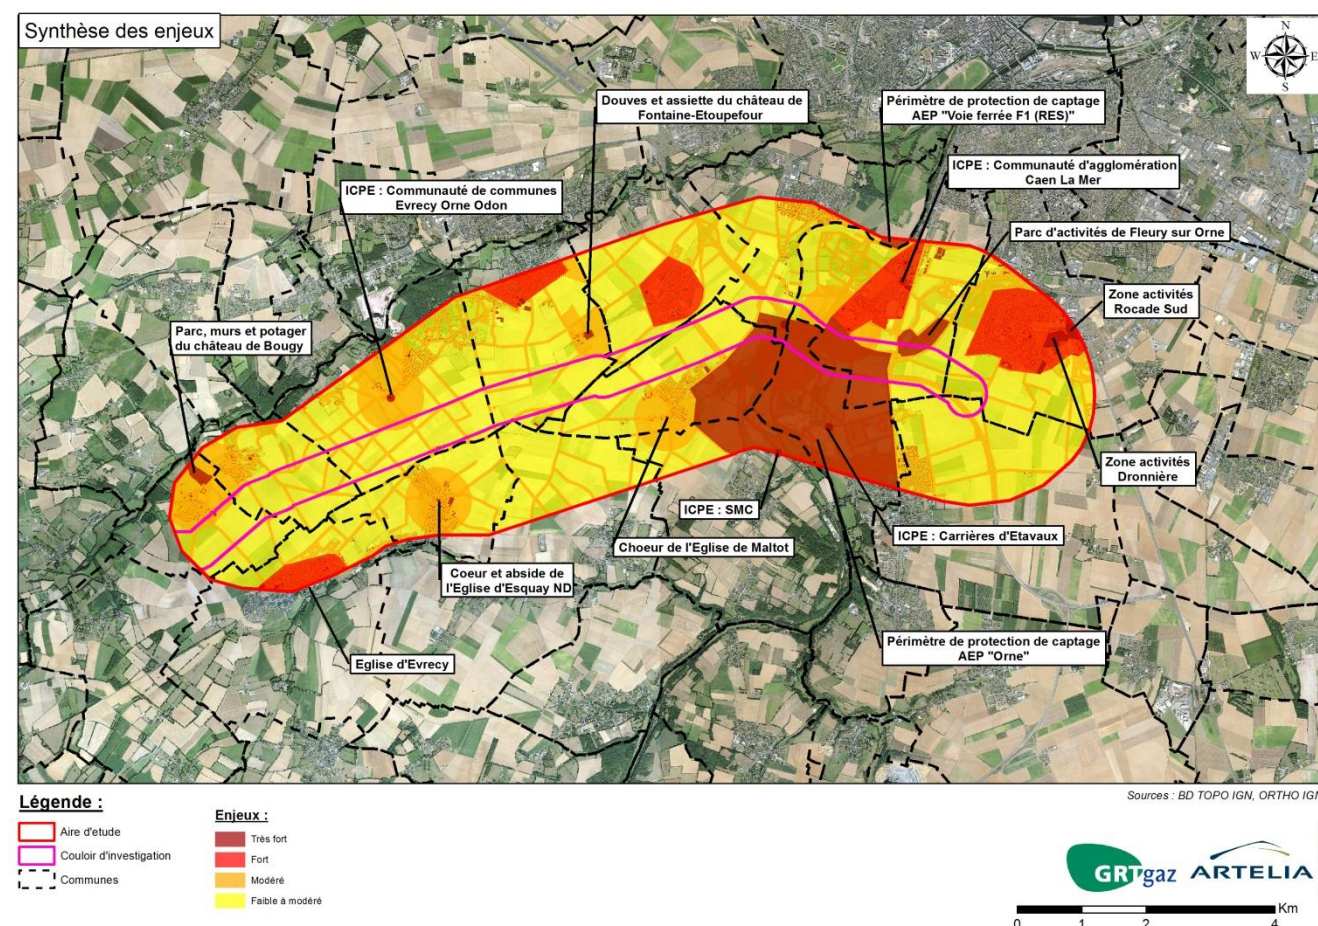 Synthèse des enjeux
N
W
E
S
Douves et assiette du château de
Fontaine-Etoupefour
Périmètre de protection de captage
AEP "Voie ferrée F1 (RES)"
ICPE : Communauté de communes
Evrecy Orne Odon
ICPE : Communauté d'agglomération
Caen La Mer
Parc d'activités de Fleury sur Orne
Zone activités
Rocade Sud
Parc, murs et potager
du château de Bougy
Zone activités
Dronnière
ICPE : SMC
ICPE : Carrières d'Etavaux
Choeur de l'Eglise de Maltot
Coeur et abside de
l'Eglise d'Esquay ND
Eglise d'Evrecy
Périmètre de protection de captage
AEP "Orne"
Sources : BD TOPO IGN, ORTHO IGN
Légende :
Aire d'etude
Couloir d'investigation
Communes
Enjeux :
Très fort
Fort
Modéré
Faible à modéré
GRTgaz
ARTELIA
Km
0 1 2 4